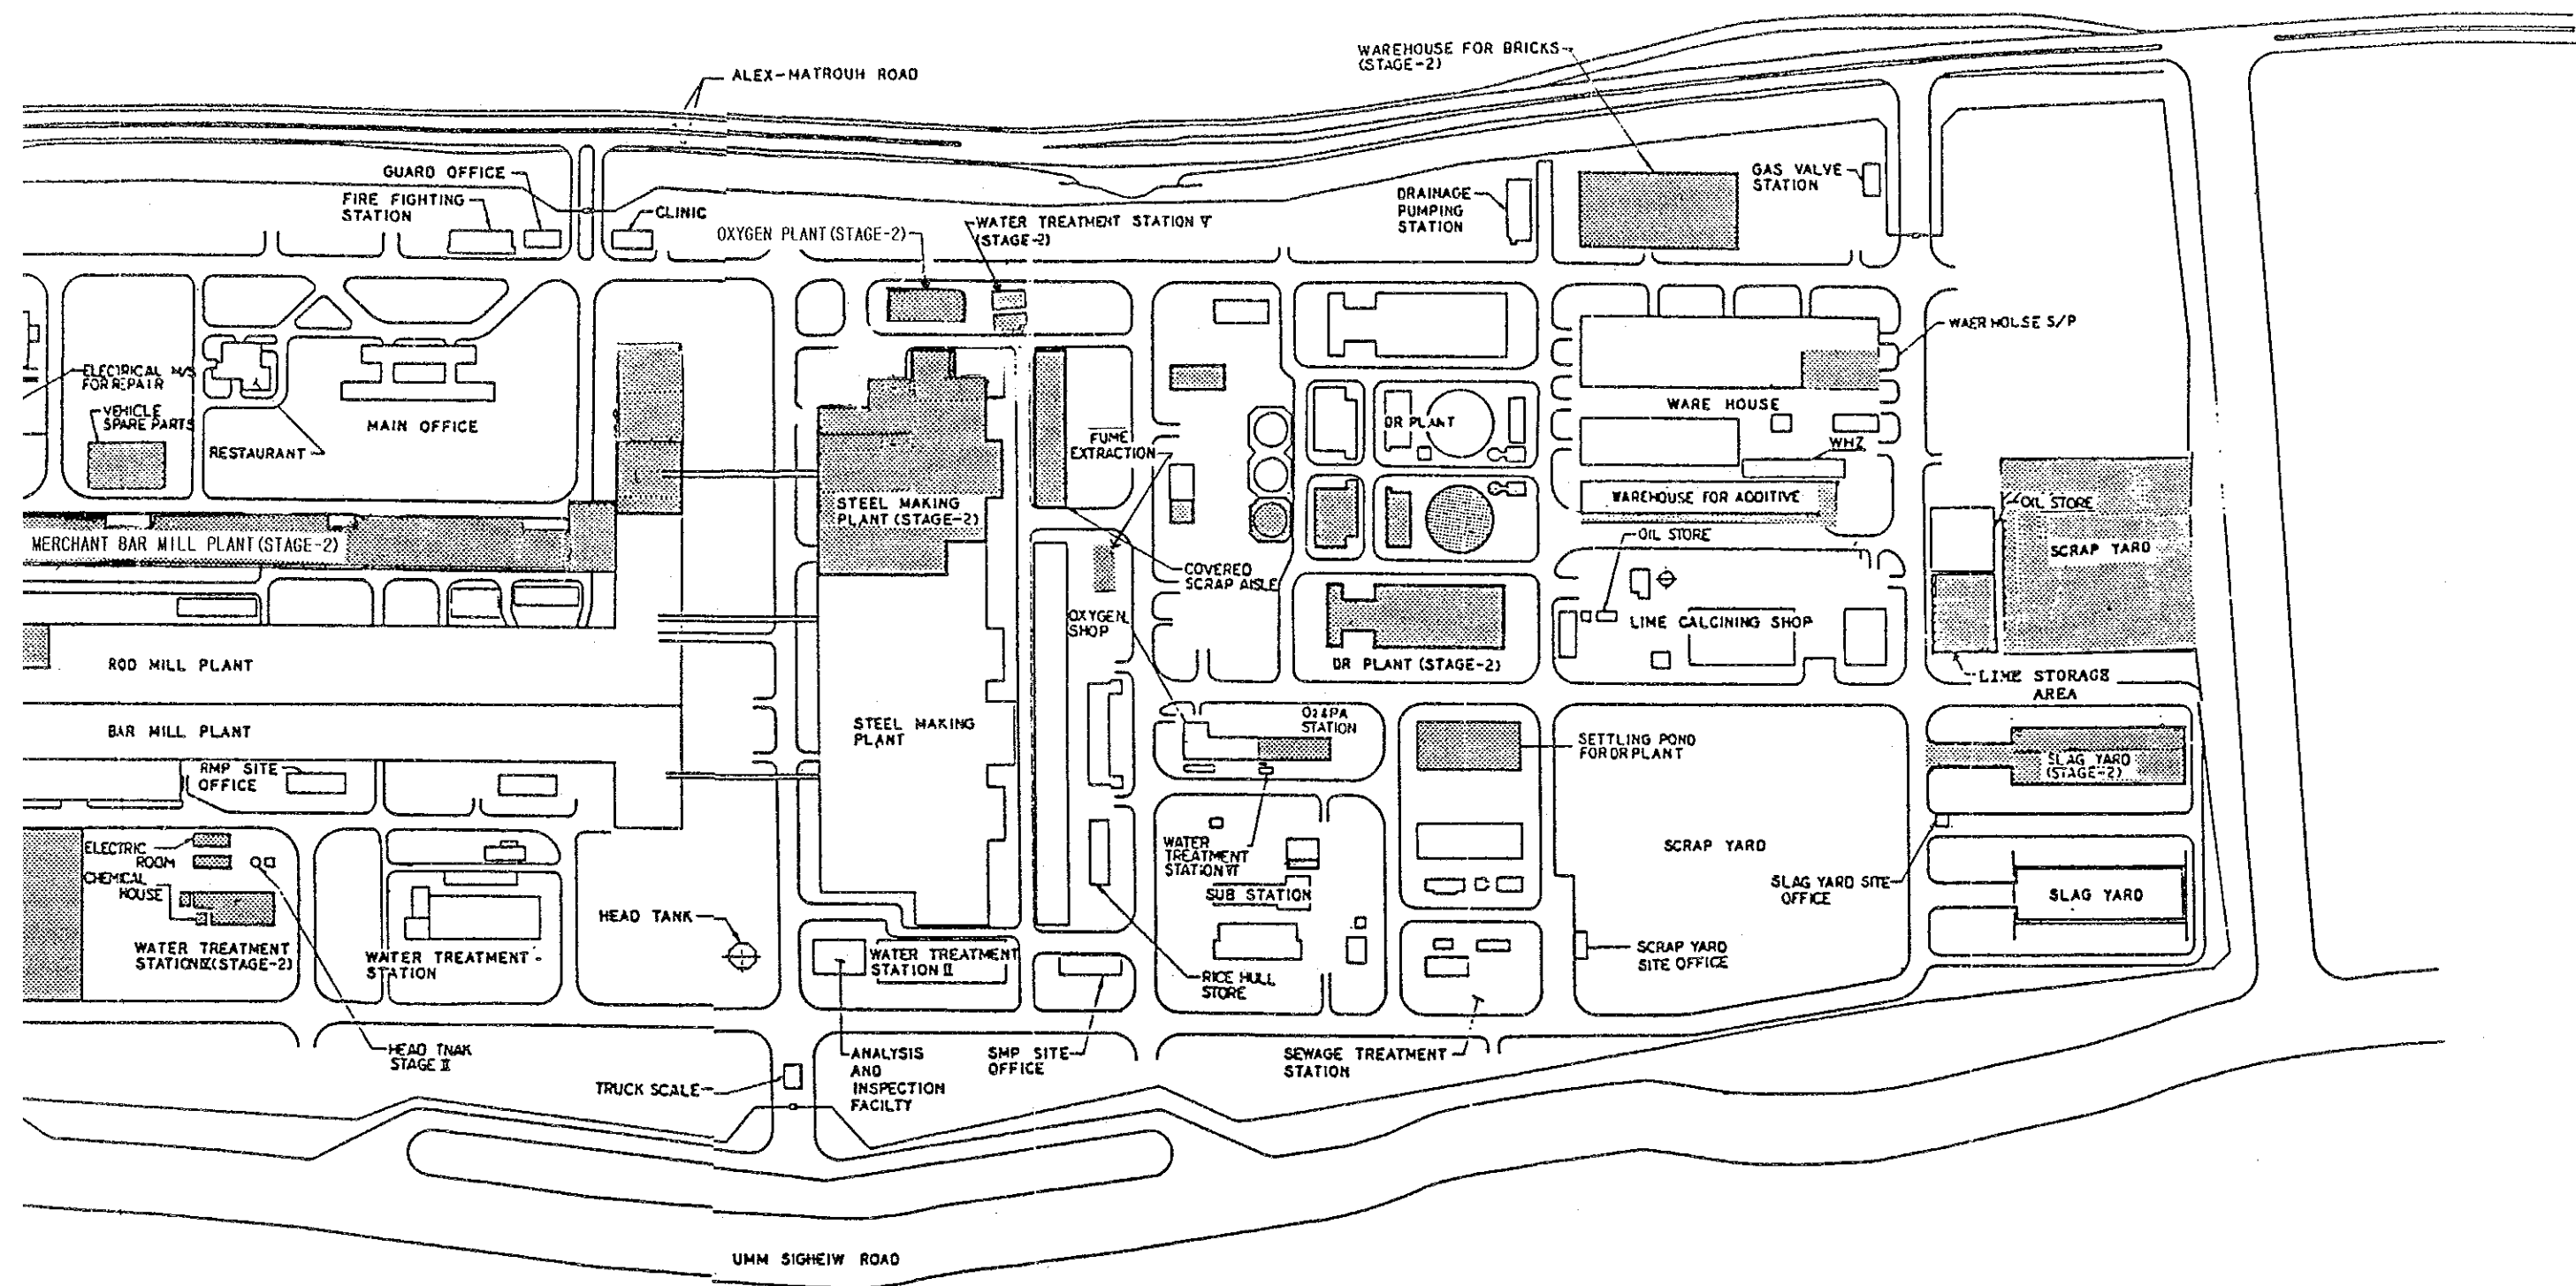 WAREHOUSE FOR BRICKS
(STAGE-2)
ALEX-MATROUH ROAD
GUARD OFFICE
FIRE FIGHTING
STATION
CLINIC
OXYGEN PLANT(STAGE-2)
WATER TREATMENT STATION V
(STAGE-2)
DRAINAGE
PUMPING
STATION
GAS VALVE
STATION
ELECTRICAL M/S
FOR REPAIR
VEHICLE
SPARE PARTS
RESTAURANT
MAIN OFFICE
FUME
EXTRACTION
DR PLANT
WAER HOUSE S/P
WARE HOUSE
WHZ
WAREHOUSE FOR ADDITIVE
OIL STORE
SCRAP YARD
STEEL MAKING
PLANT(STAGE-2)
MERCHANT BAR MILL PLANT(STAGE-2)
OIL STORE
COVERED
SCRAP AISLE
OXYGEN
SHOP
LIME CALCINING SHOP
ROD MILL PLANT
DR PLANT(STAGE-2)
LIME STORAGE
AREA
BAR MILL PLANT
STEEL MAKING
PLANT
O2&PA
STATION
SETTLING POND
FOR DR PLANT
SLAG YARD
(STAGE-2)
RMP SITE
OFFICE
ELECTRIC
ROOM
CHEMICAL
HOUSE
WATER
TREATMENT
STATION VI
SUB STATION
SCRAP YARD
SLAG YARD SITE
OFFICE
SLAG YARD
HEAD TANK
WATER TREATMENT
STATION IV(STAGE-2)
WATER TREATMENT
STATION
WATER TREATMENT
STATION II
RICE HULL
STORE
SCRAP YARD
SITE OFFICE
HEAD TNAK
STAGE II
ANALYSIS
AND
INSPECTION
FACILTY
SMP SITE
OFFICE
SEWAGE TREATMENT
STATION
TRUCK SCALE
UMM SIGHEIW ROAD